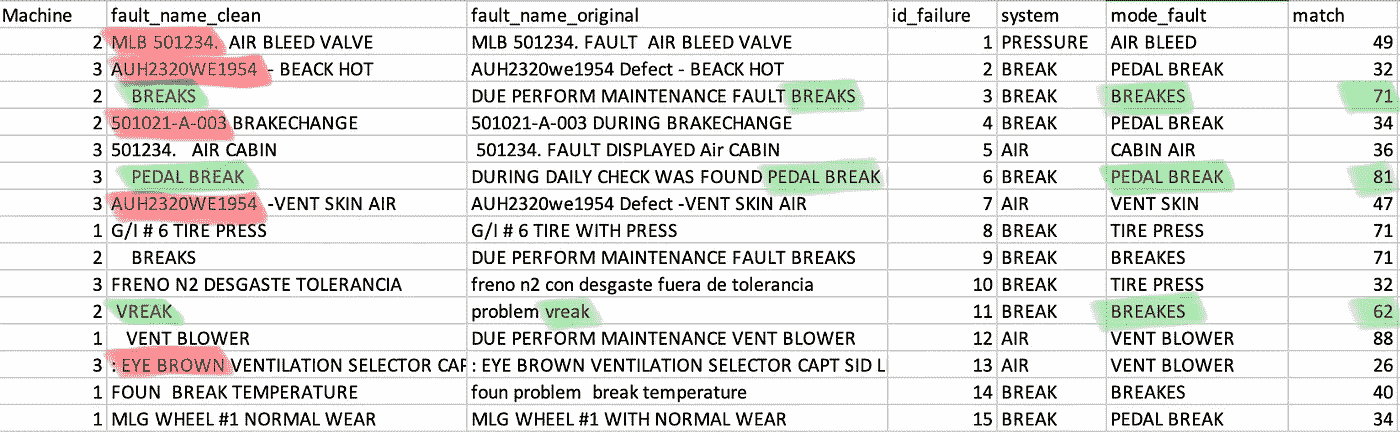 Machine fault_name_clean fault_name_original id_failure system mode_fault match
2 MLB 501234. AIR BLEED VALVE MLB 501234. FAULT AIR BLEED VALVE 1 PRESSURE AIR BLEED 49
3 AUH2320WE1954 - BEACK HOT AUH2320we1954 Defect - BEACK HOT 2 BREAK PEDAL BREAK 32
2 BREAKS DUE PERFORM MAINTENANCE FAULT BREAKS 3 BREAK BREAKES 71
2 501021-A-003 BRAKECHANGE 501021-A-003 DURING BRAKECHANGE 4 BREAK PEDAL BREAK 34
3 501234. AIR CABIN 501234. FAULT DISPLAYED Air CABIN 5 AIR CABIN AIR 36
3 PEDAL BREAK DURING DAILY CHECK WAS FOUND PEDAL BREAK 6 BREAK PEDAL BREAK 81
3 AUH2320WE1954 -VENT SKIN AIR AUH2320we1954 Defect -VENT SKIN AIR 7 AIR VENT SKIN 47
1 G/I # 6 TIRE PRESS G/I # 6 TIRE WITH PRESS 8 BREAK TIRE PRESS 71
2 BREAKS DUE PERFORM MAINTENANCE FAULT BREAKS 9 BREAK BREAKES 71
3 FRENO N2 DESGASTE TOLERANCIA freno n2 con desgaste fuera de tolerancia 10 BREAK TIRE PRESS 32
2 VREAK problem vreak 11 BREAK BREAKES 62
1 VENT BLOWER DUE PERFORM MAINTENANCE VENT BLOWER 12 AIR VENT BLOWER 88
3 : EYE BROWN VENTILATION SELECTOR CAP : EYE BROWN VENTILATION SELECTOR CAPT SID L 13 AIR VENT BLOWER 26
1 FOUN BREAK TEMPERATURE foun problem break temperature 14 BREAK BREAKES 40
1 MLG WHEEL #1 NORMAL WEAR MLG WHEEL #1 WITH NORMAL WEAR 15 BREAK PEDAL BREAK 34